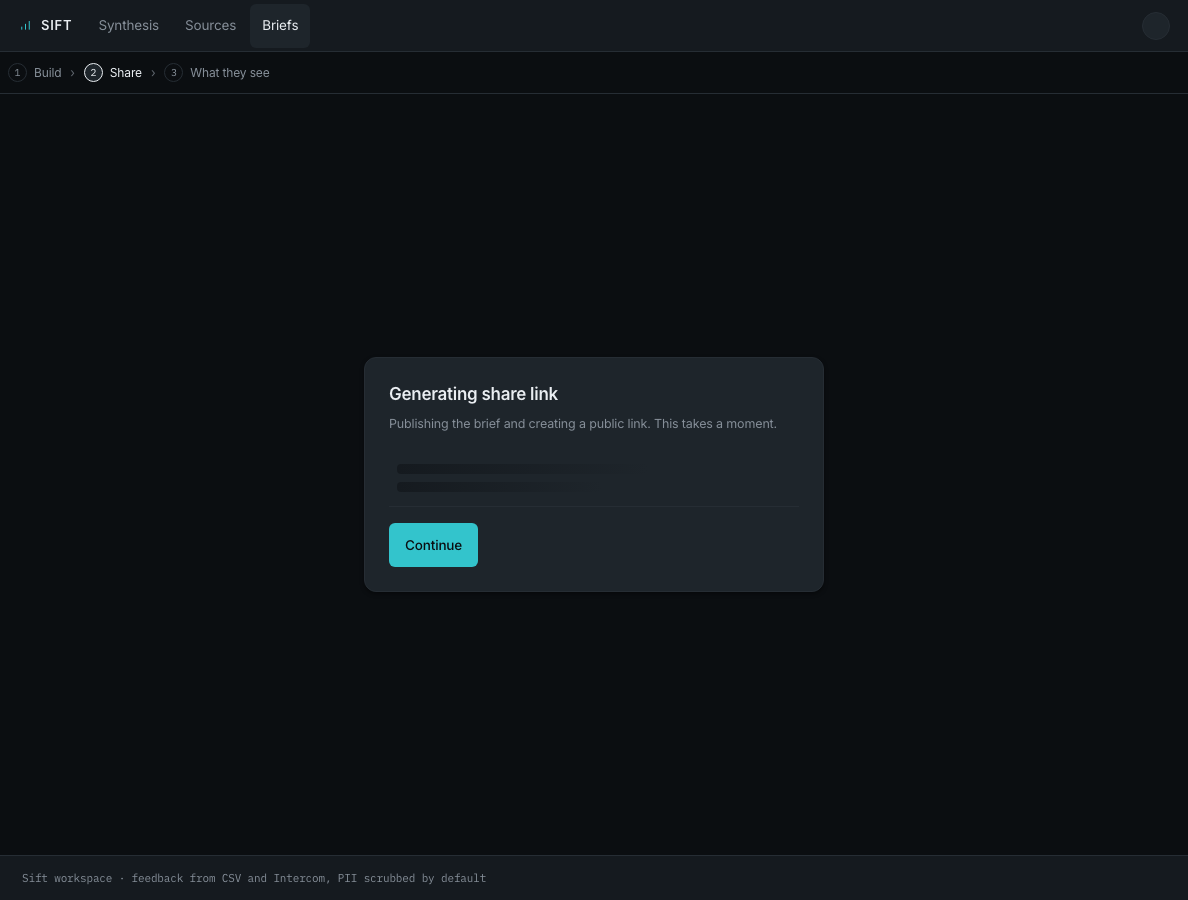 SIFT Synthesis Sources Briefs
1 Build › 2 Share › 3 What they see
Generating share link
Publishing the brief and creating a public link. This takes a moment.
Continue
Sift workspace · feedback from CSV and Intercom, PII scrubbed by default